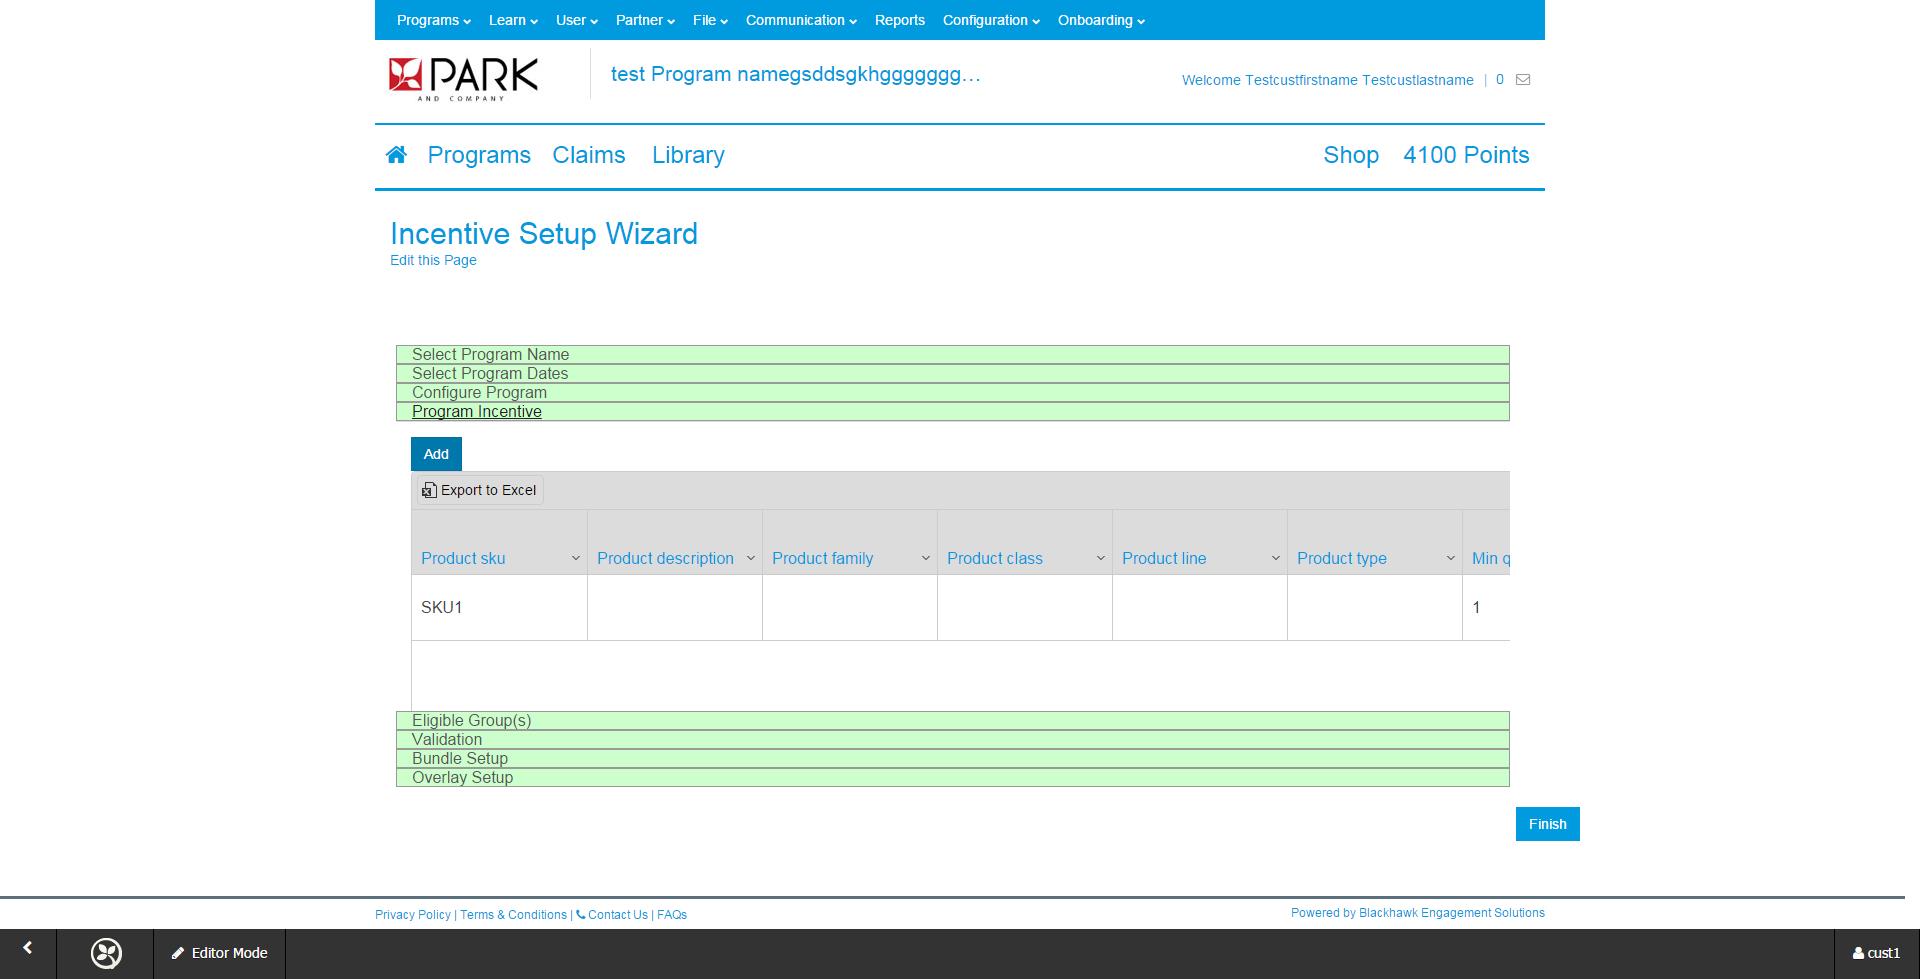 Programs Learn User Partner File Communication Reports Configuration Onboarding
PARK
AND COMPANY
test Program namegsddsgkhggggggg...
Welcome Testcustfirstname Testcustlastname | 0
Programs Claims Library Shop 4100 Points
Incentive Setup Wizard
Edit this Page
Select Program Name
Select Program Dates
Configure Program
Program Incentive
Add
Export to Excel
Product sku Product description Product family Product class Product line Product type Min q
SKU1 1
Eligible Group(s)
Validation
Bundle Setup
Overlay Setup
Finish
Privacy Policy | Terms & Conditions | Contact Us | FAQs
Powered by Blackhawk Engagement Solutions
Editor Mode
cust1